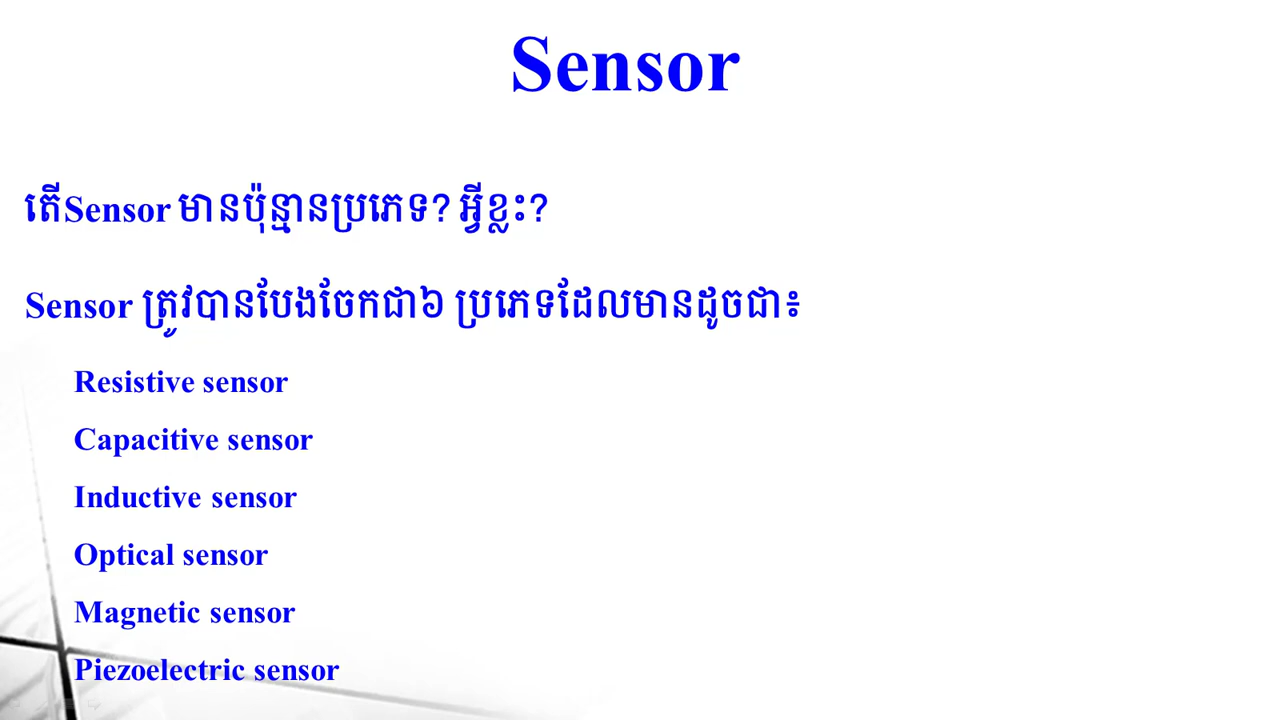 Sensor
តើSensor មានប៉ុន្មានប្រភេទ? អ្វីខ្លះ?
Sensor ត្រូវបានបែងចែកជា៦ ប្រភេទដែលមានដូចជា៖
Resistive sensor
Capacitive sensor
Inductive sensor
Optical sensor
Magnetic sensor
Piezoelectric sensor